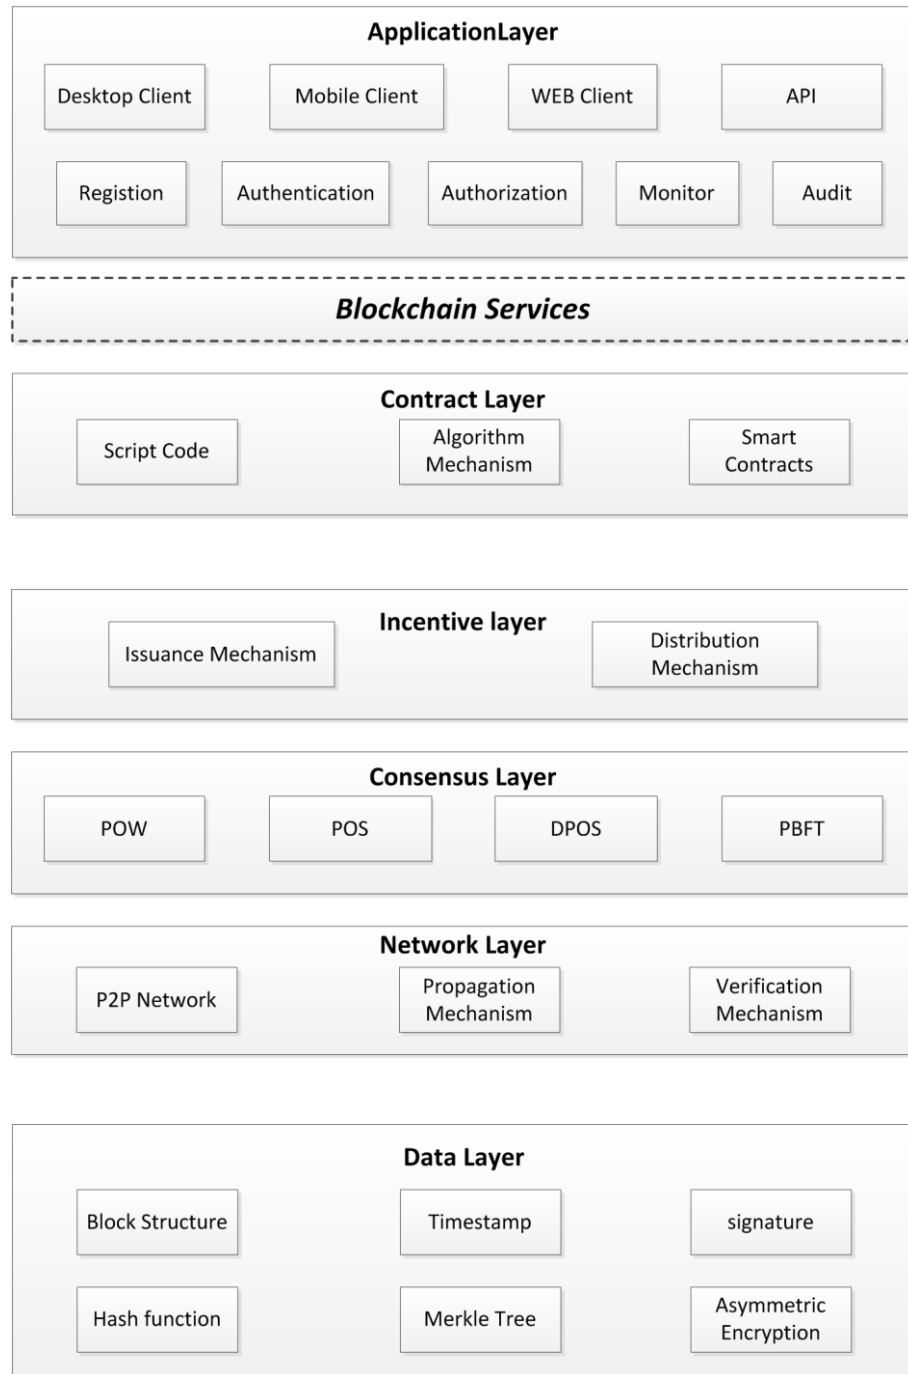 ApplicationLayer
Desktop Client
Mobile Client
WEB Client
API
Registion
Authentication
Authorization
Monitor
Audit
Blockchain Services
Contract Layer
Script Code
Algorithm
Mechanism
Smart
Contracts
Incentive layer
Issuance Mechanism
Distribution
Mechanism
Consensus Layer
POW
POS
DPOS
PBFT
Network Layer
P2P Network
Propagation
Mechanism
Verification
Mechanism
Data Layer
Block Structure
Timestamp
signature
Hash function
Merkle Tree
Asymmetric
Encryption